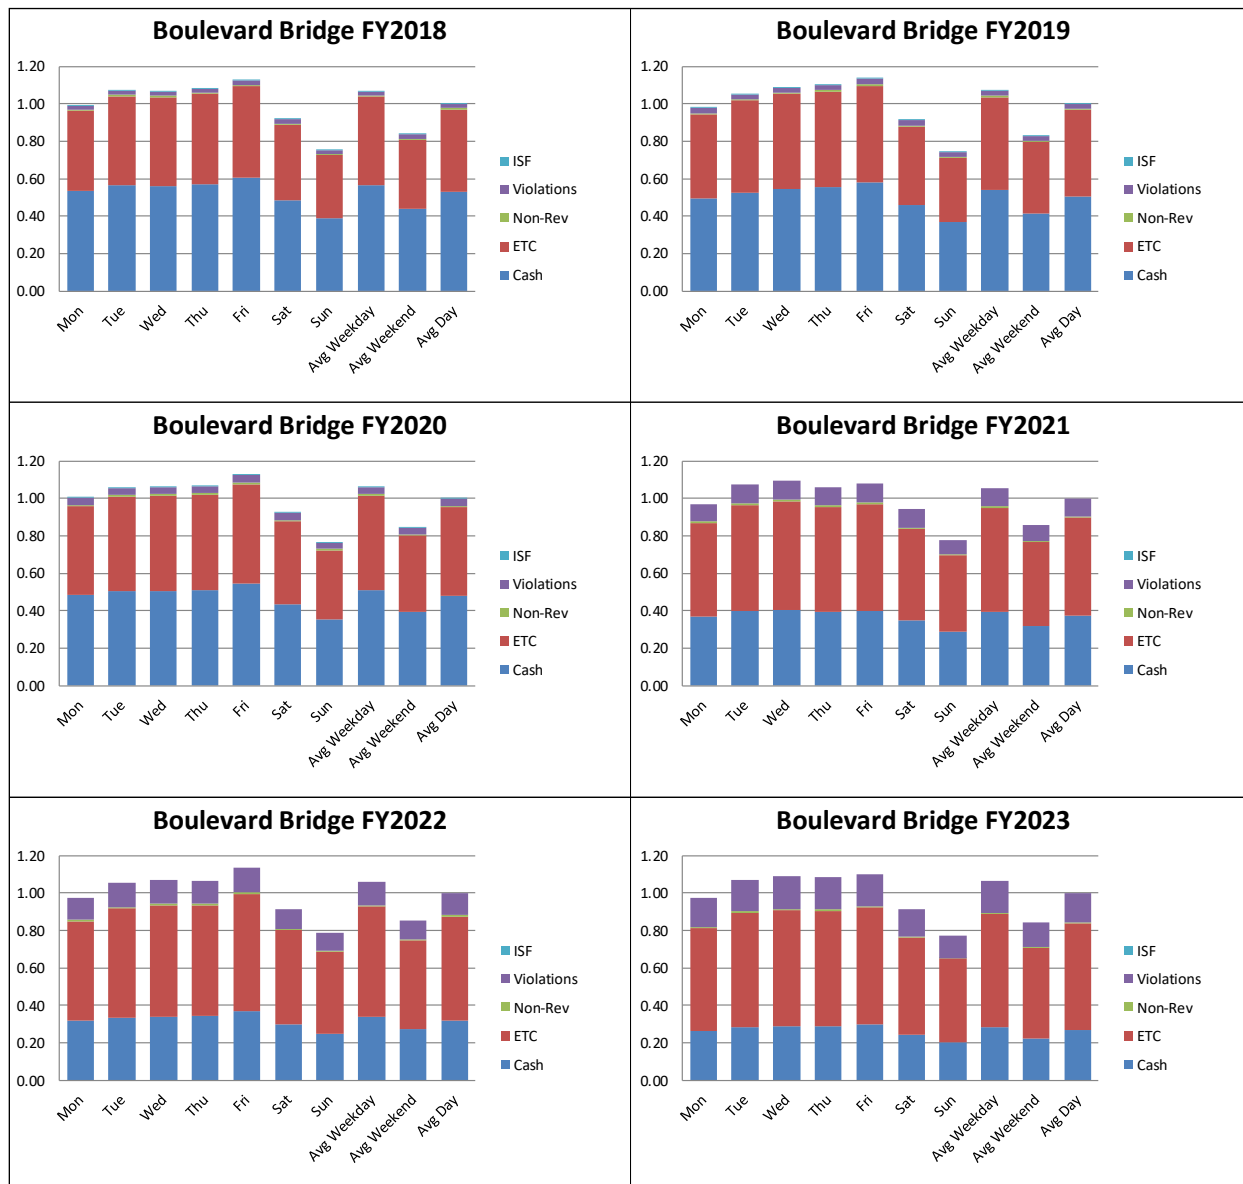 Boulevard Bridge FY2018
1.20
1.00
0.80
0.60
0.40
0.20
0.00
Mon
Tue
Wed
Thu
Fri
Sat
Sun
Avg Weekday
Avg Weekend
Avg Day
ISF
Violations
Non-Rev
ETC
Cash
Boulevard Bridge FY2019
1.20
1.00
0.80
0.60
0.40
0.20
0.00
Mon
Tue
Wed
Thu
Fri
Sat
Sun
Avg Weekday
Avg Weekend
Avg Day
ISF
Violations
Non-Rev
ETC
Cash
Boulevard Bridge FY2020
1.20
1.00
0.80
0.60
0.40
0.20
0.00
Mon
Tue
Wed
Thu
Fri
Sat
Sun
Avg Weekday
Avg Weekend
Avg Day
ISF
Violations
Non-Rev
ETC
Cash
Boulevard Bridge FY2021
1.20
1.00
0.80
0.60
0.40
0.20
0.00
Mon
Tue
Wed
Thu
Fri
Sat
Sun
Avg Weekday
Avg Weekend
Avg Day
ISF
Violations
Non-Rev
ETC
Cash
Boulevard Bridge FY2022
1.20
1.00
0.80
0.60
0.40
0.20
0.00
Mon
Tue
Wed
Thu
Fri
Sat
Sun
Avg Weekday
Avg Weekend
Avg Day
ISF
Violations
Non-Rev
ETC
Cash
Boulevard Bridge FY2023
1.20
1.00
0.80
0.60
0.40
0.20
0.00
Mon
Tue
Wed
Thu
Fri
Sat
Sun
Avg Weekday
Avg Weekend
Avg Day
ISF
Violations
Non-Rev
ETC
Cash